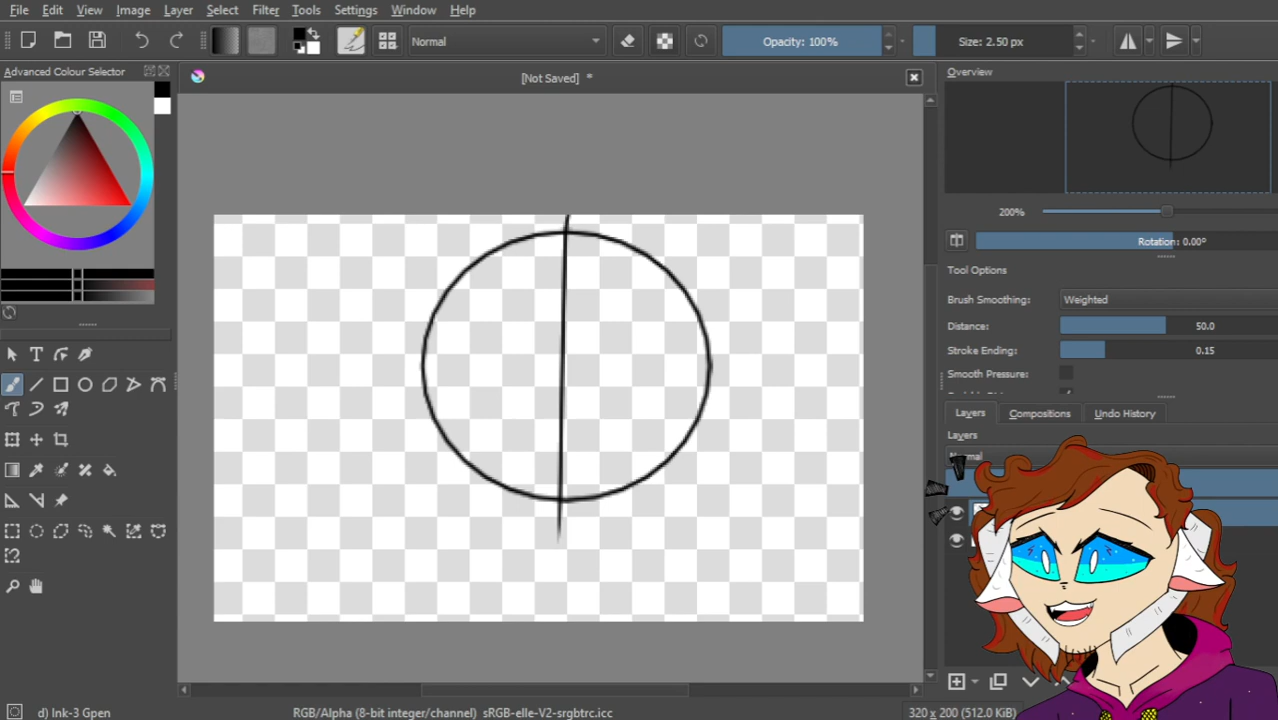 File Edit View Image Layer Select Filter Tools Settings Window Help
Normal
Opacity: 100%
Size: 2.50 px
Advanced Colour Selector
[Not Saved] *
Overview
200%
Rotation: 0.00°
Tool Options
Brush Smoothing: Weighted
Distance: 50.0
Stroke Ending: 0.15
Smooth Pressure:
Layers Compositions Undo History
Layers
d) Ink-3 Gpen
RGB/Alpha (8-bit integer/channel) sRGB-elle-V2-srgbtrc.icc
320 x 200 (512.0 KiB)